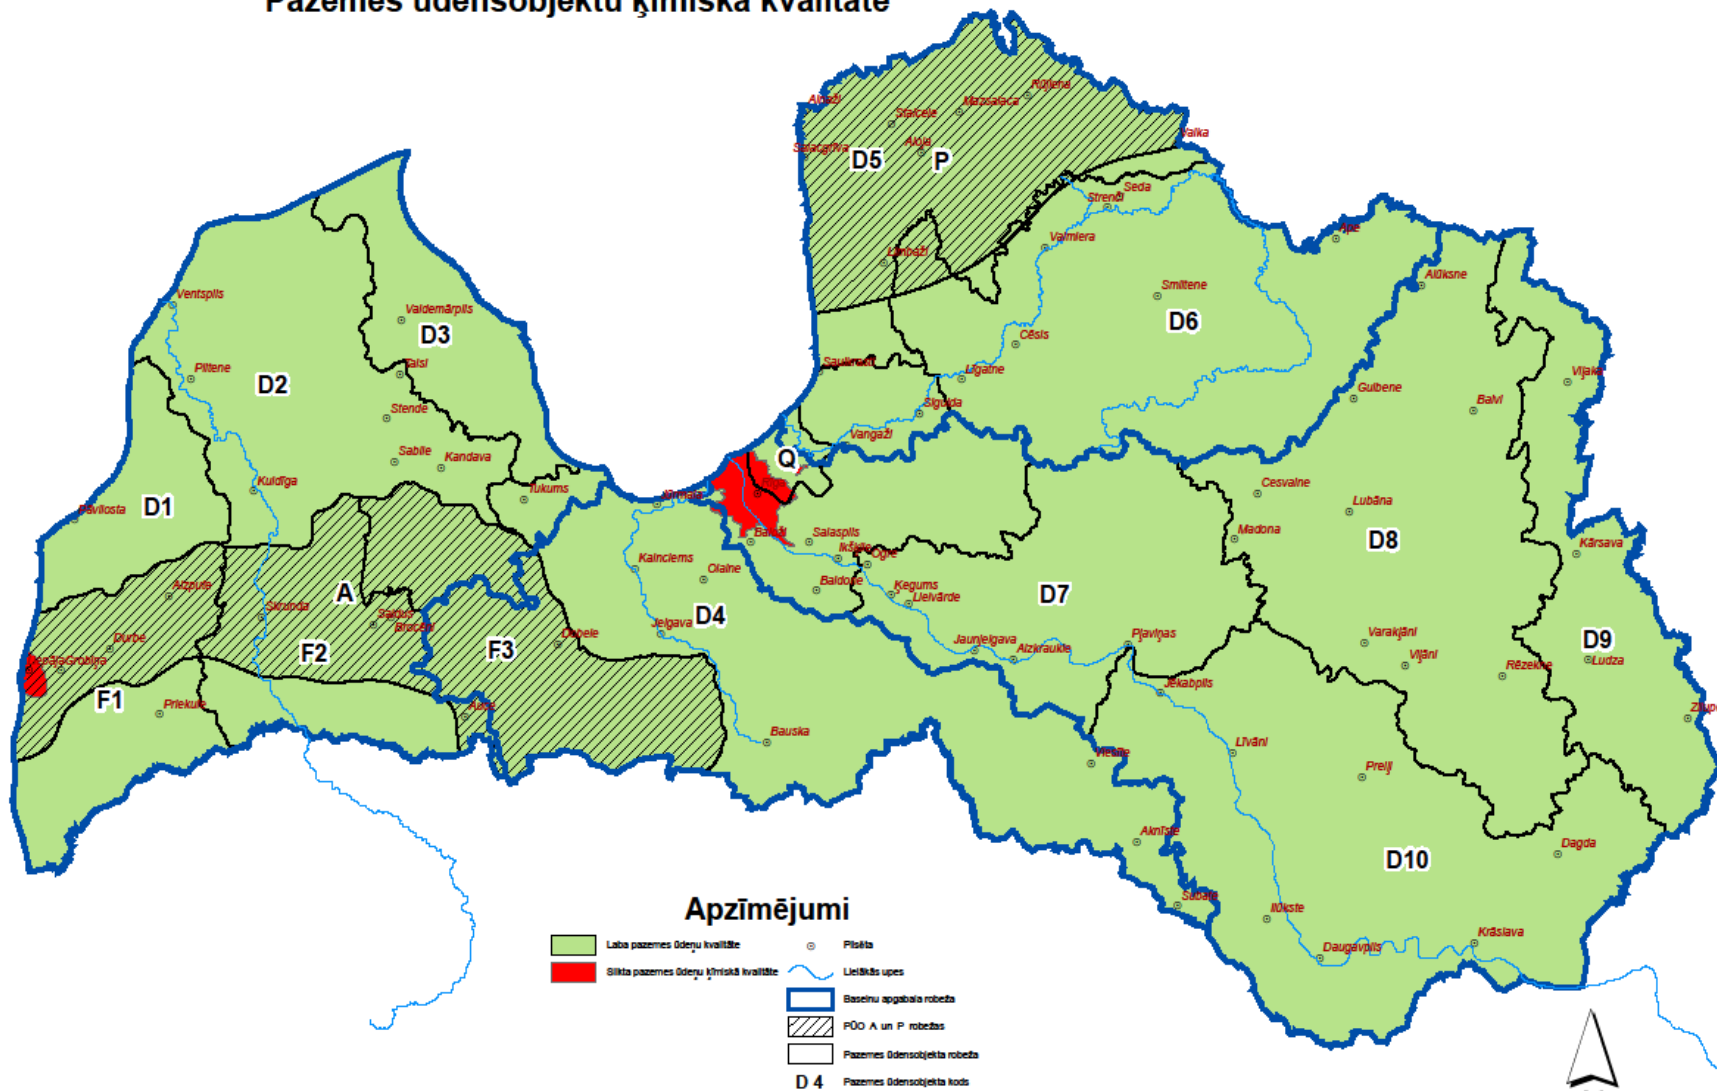 Pazemes ūdensobjektu ķīmiskā kvalitāte
Rūjiena
Ainaži
Mazsalaca
Staicele
Valka
Aloja
Salacgrīva
D5
P
Seda
Strenči
Valmiera
Ape
Limbaži
Alūksne
Ventspils
Smiltene
Valdemārpils
D6
D3
Cēsis
Talsi
Saulkrasti
Piltene
Līgatne
Viļaka
D2
Gulbene
Stende
Sigulda
Balvi
Vangaži
Sabile
Kandava
Q
Kuldīga
Rīga
Tukums
Jūrmala
Cesvaine
Pāvilosta
D1
Lubāna
Madona
D8
Baloži
Salaspils
Ikšķile
Ogre
Kārsava
Kalnciems
Olaine
Aizpute
A
Baldone
Ķegums
Lielvārde
D7
Skrunda
Saldus
Brocēni
D4
Jelgava
Durbe
Dobele
Jaunjelgava
Aizkraukle
Pļaviņas
Varakļāni
Viļāni
D9
Ludza
F2
F3
Liepāja
Grobiņa
Rēzekne
F1
Jēkabpils
Priekule
Auce
Zilupe
Bauska
Līvāni
Viesīte
Preiļi
Aknīste
Dagda
D10
Subate
Ilūkste
Krāslava
Daugavpils
Apzīmējumi
Laba pazemes ūdeņu kvalitāte
Pilsēta
Slikta pazemes ūdeņu ķīmiskā kvalitāte
Lielākās upes
Baseinu apgabala robeža
PŪO A un P robežas
Pazemes ūdensobjekta robeža
D 4
Pazemes ūdensobjekta kods